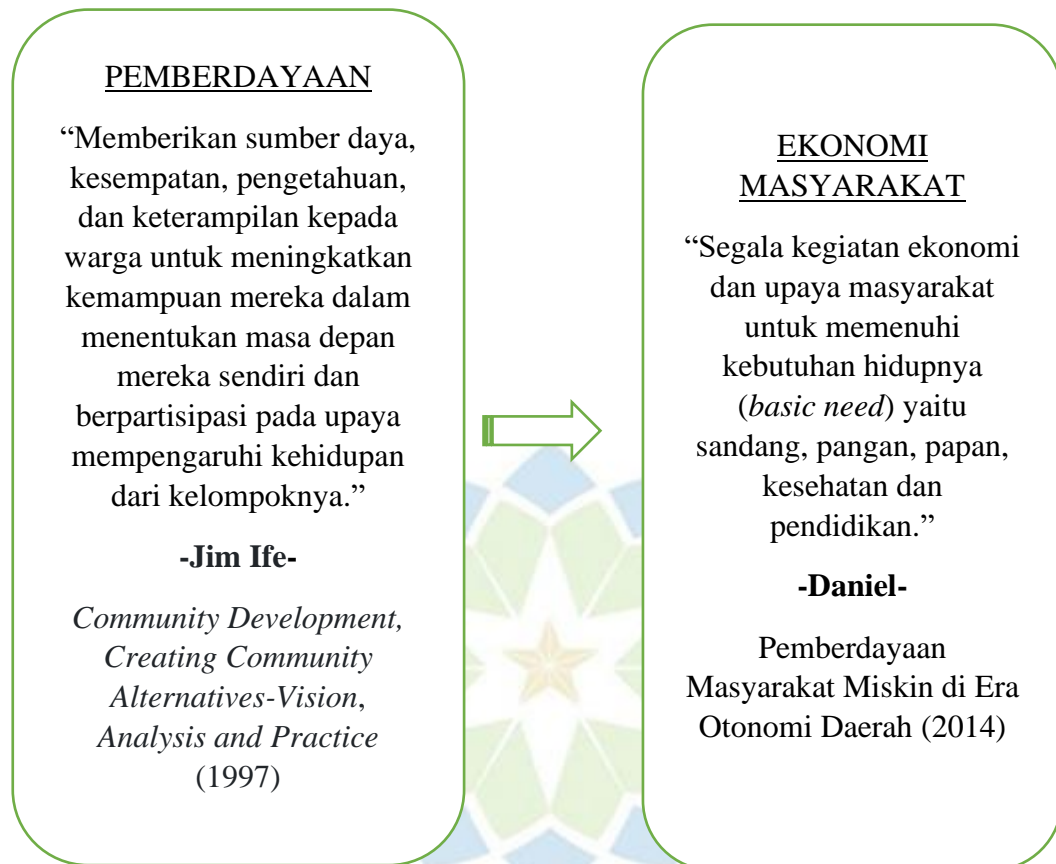 PEMBERDAYAAN
“Memberikan sumber daya,
kesempatan, pengetahuan,
dan keterampilan kepada
warga untuk meningkatkan
kemampuan mereka dalam
menentukan masa depan
mereka sendiri dan
berpartisipasi pada upaya
mempengaruhi kehidupan
dari kelompoknya.”
-Jim Ife-
Community Development,
Creating Community
Alternatives-Vision,
Analysis and Practice
(1997)
EKONOMI
MASYARAKAT
“Segala kegiatan ekonomi
dan upaya masyarakat
untuk memenuhi
kebutuhan hidupnya
(basic need) yaitu
sandang, pangan, papan,
kesehatan dan
pendidikan.”
-Daniel-
Pemberdayaan
Masyarakat Miskin di Era
Otonomi Daerah (2014)